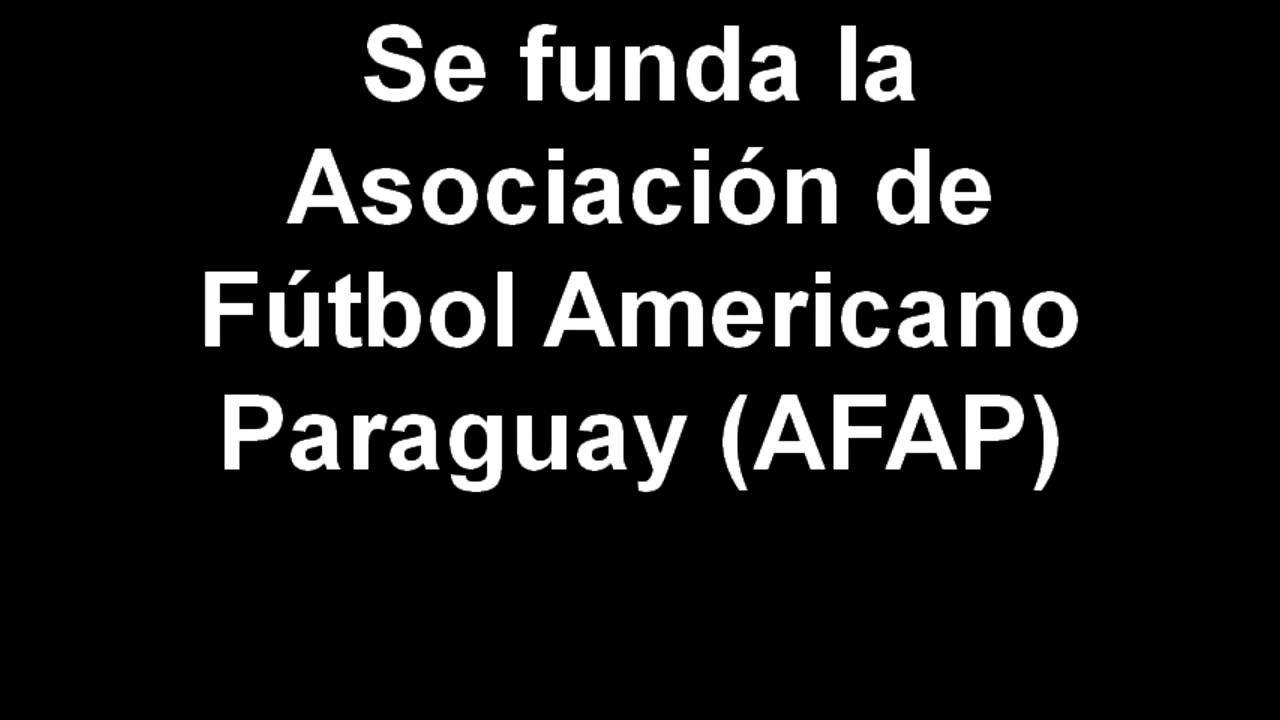 Se funda la
Asociación de
Fútbol Americano
Paraguay (AFAP)